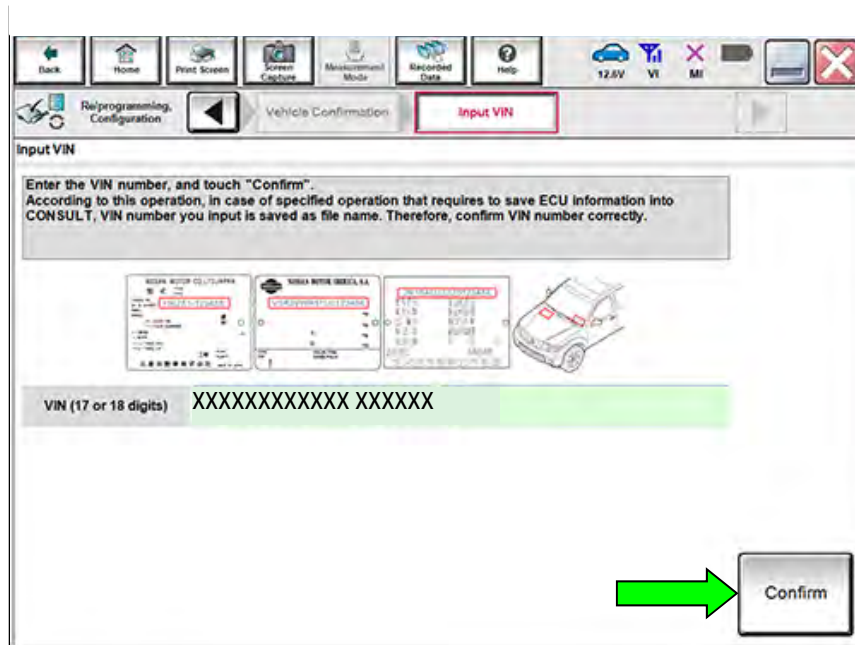 Back
Home
Print Screen
Screen
Capture
Measurement
Mode
Recorded
Data
Help
12.6V
VI
MI
Re/programming,
Configuration
Vehicle Confirmation
Input VIN
Input VIN
Enter the VIN number, and touch "Confirm".
According to this operation, in case of specified operation that requires to save ECU information into
CONSULT, VIN number you input is saved as file name. Therefore, confirm VIN number correctly.
VIN (17 or 18 digits)
XXXXXXXXXXXX XXXXXX
Confirm